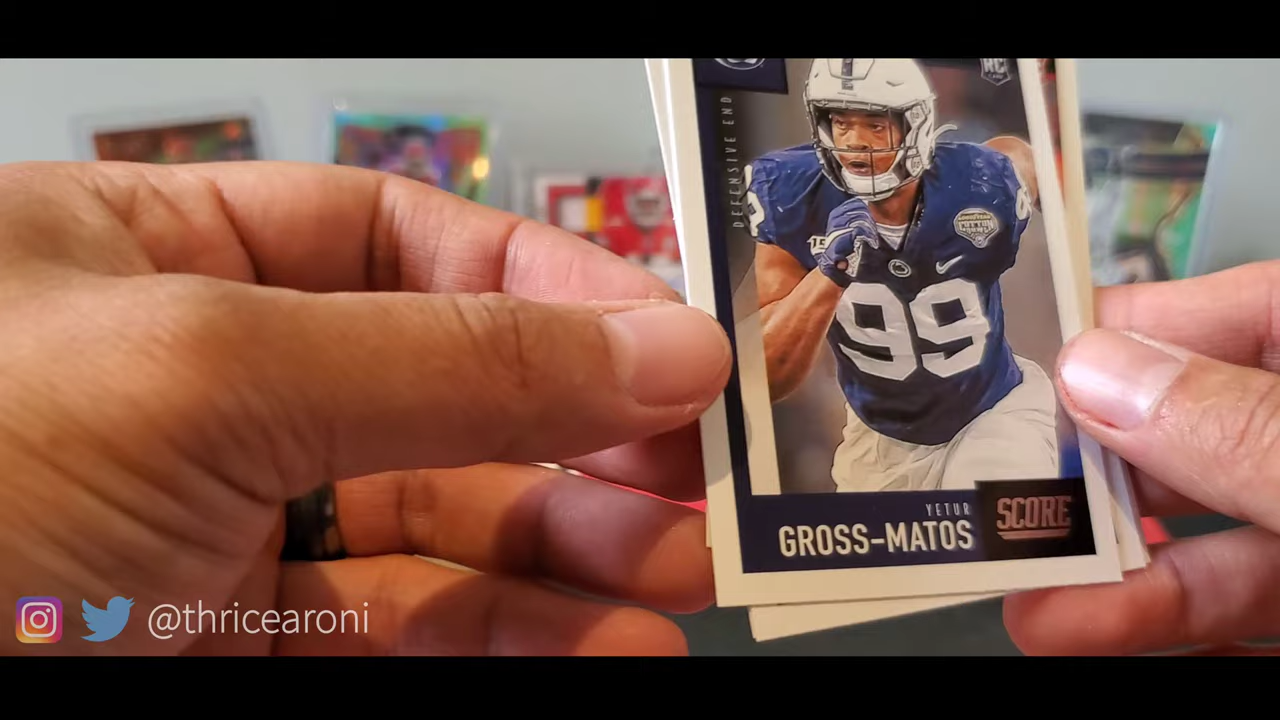 RC
DEFENSIVE END
99
YETUR
GROSS-MATOS
SCORE
@thricearoni